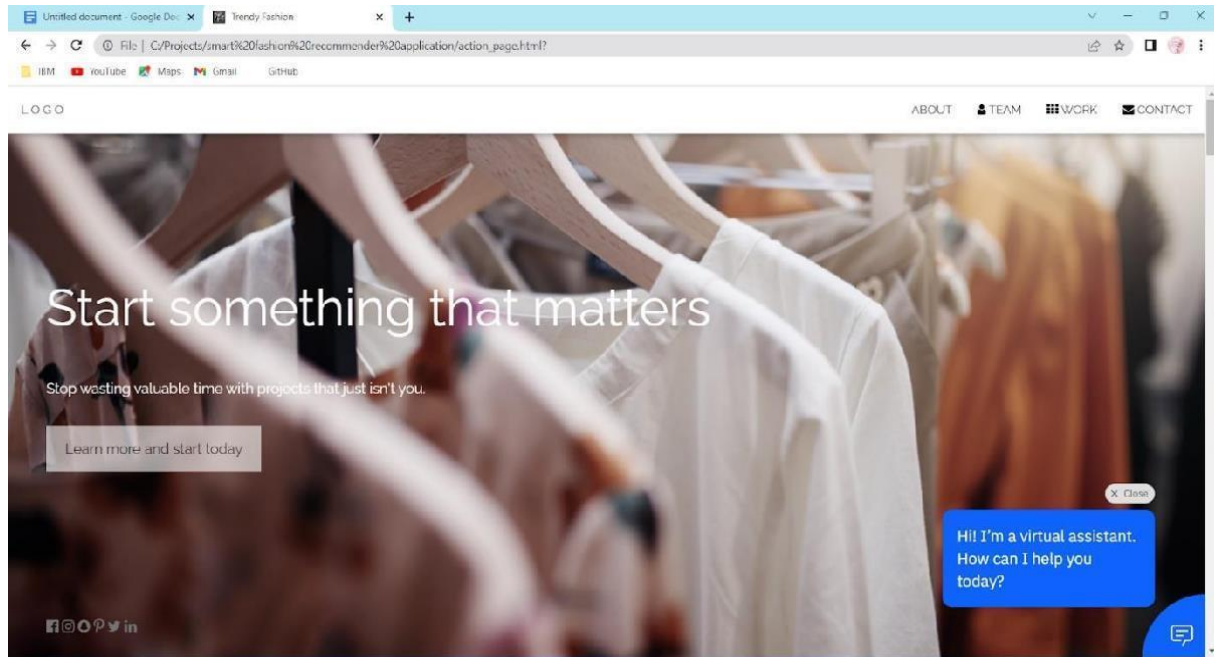 Untitled document - Google Doc
Trendy Fashion
File | C:/Projects/smart%20fashion%20recommender%20application/action_page.html?
IBM YouTube Maps Gmail GitHub
LOGO ABOUT TEAM WORK CONTACT
Start something that matters
Stop wasting valuable time with projects that just isn't you.
Learn more and start today
X Close
Hi! I'm a virtual assistant.
How can I help you
today?